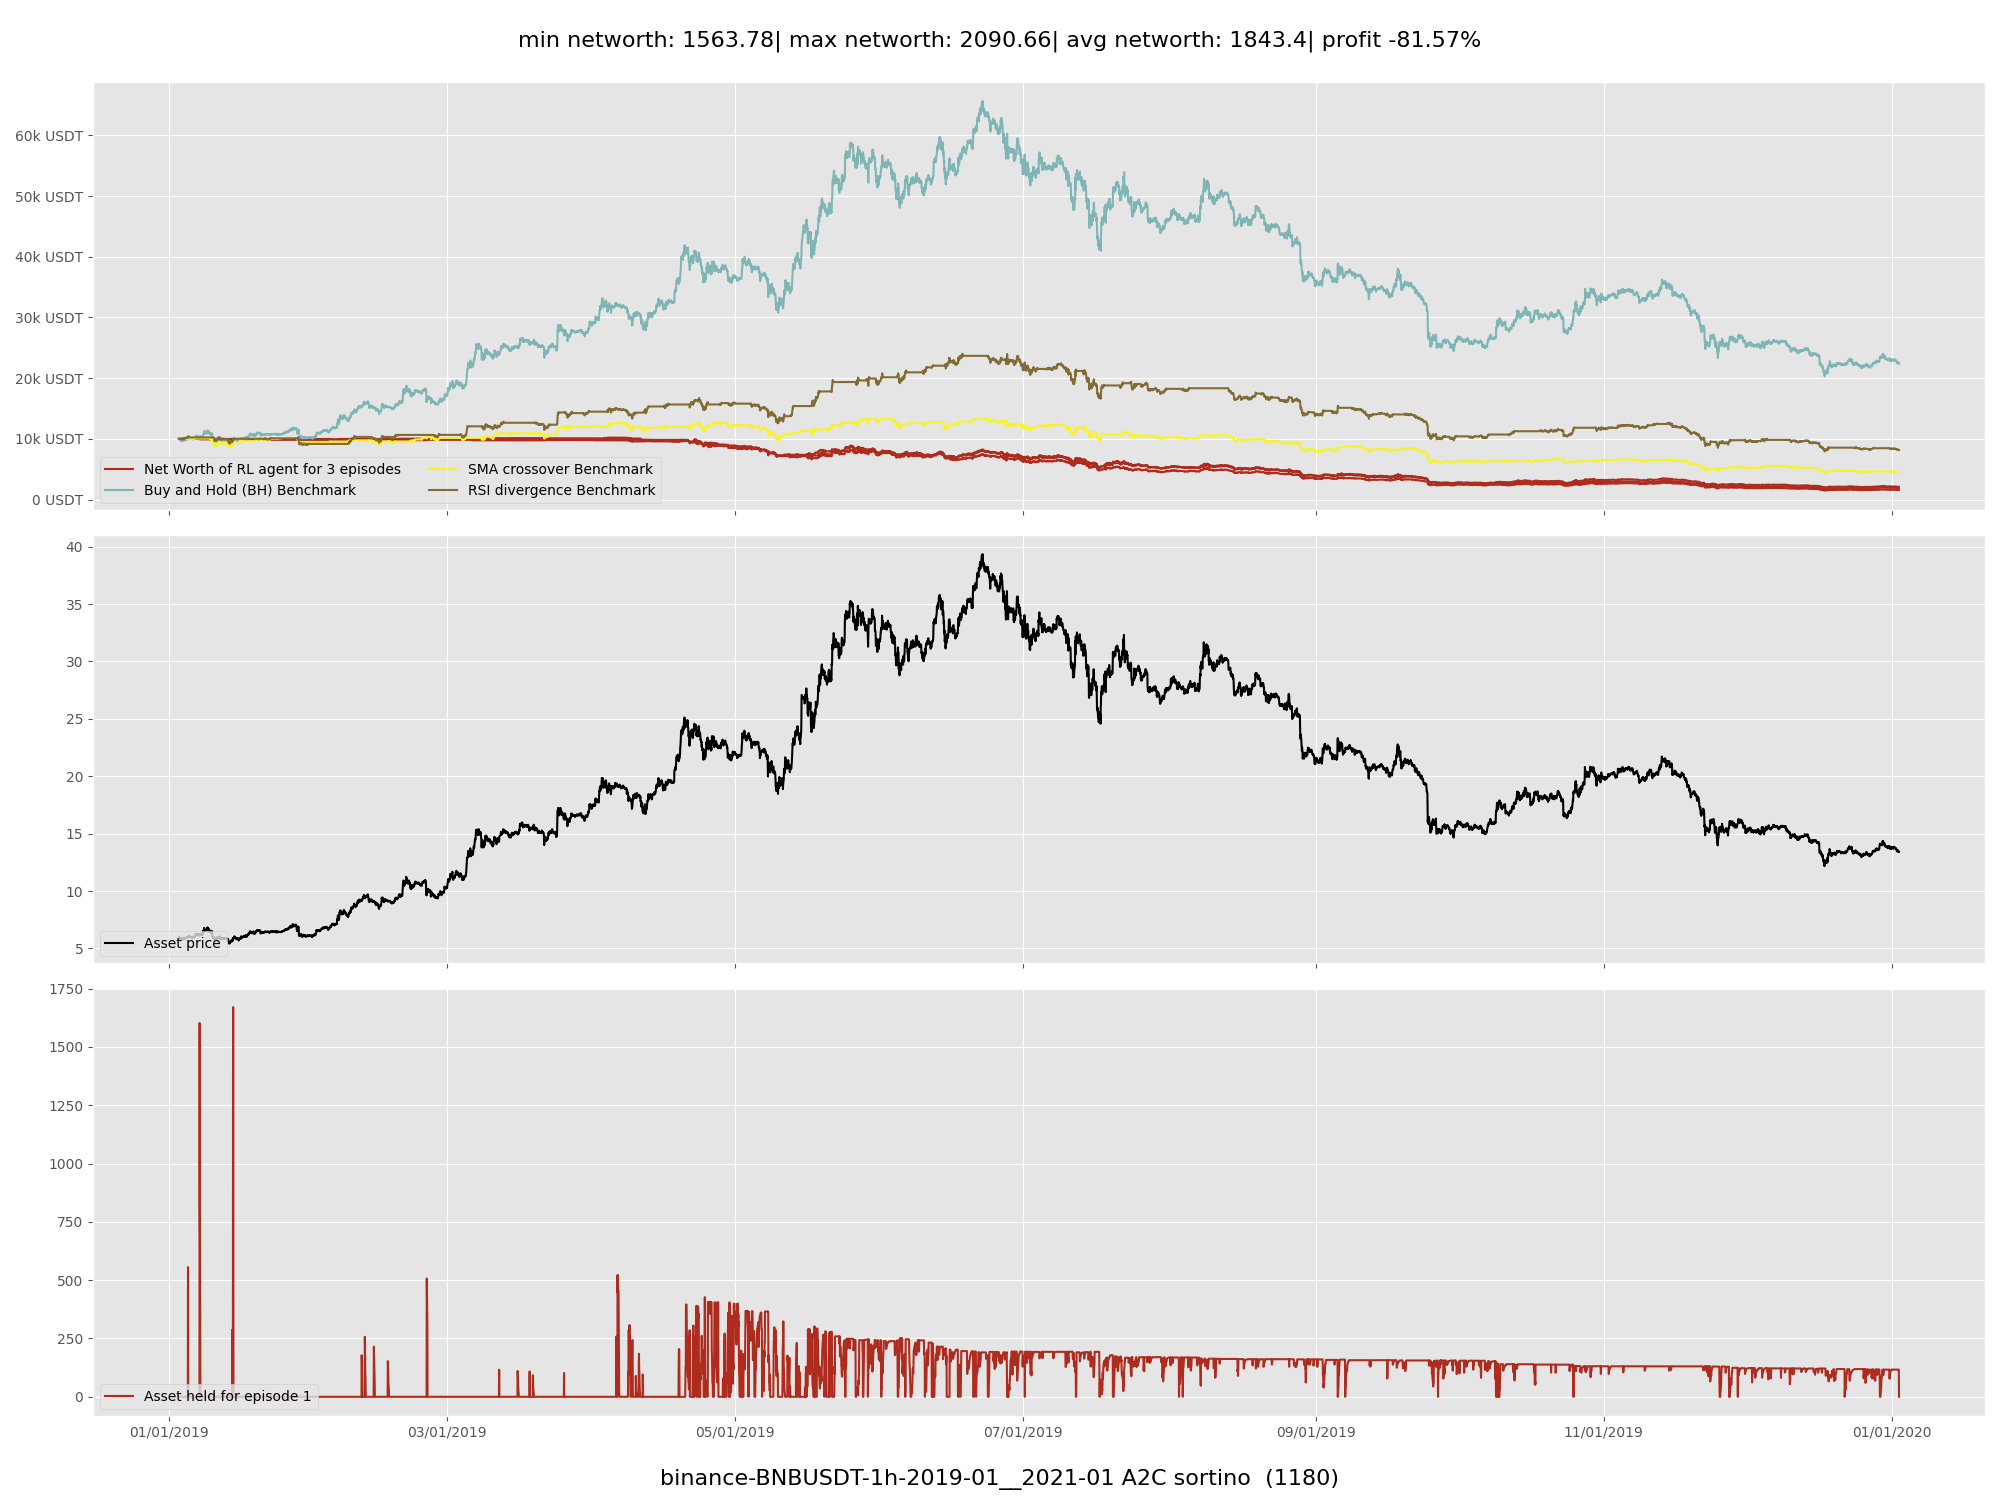 min networth: 1563.78| max networth: 2090.66| avg networth: 1843.4| profit -81.57%
60k USDT
50k USDT
40k USDT
30k USDT
20k USDT
10k USDT
0 USDT
Net Worth of RL agent for 3 episodes
Buy and Hold (BH) Benchmark
SMA crossover Benchmark
RSI divergence Benchmark
40
35
30
25
20
15
10
5
Asset price
1750
1500
1250
1000
750
500
250
0
Asset held for episode 1
01/01/2019
03/01/2019
05/01/2019
07/01/2019
09/01/2019
11/01/2019
01/01/2020
binance-BNBUSDT-1h-2019-01__2021-01 A2C sortino  (1180)